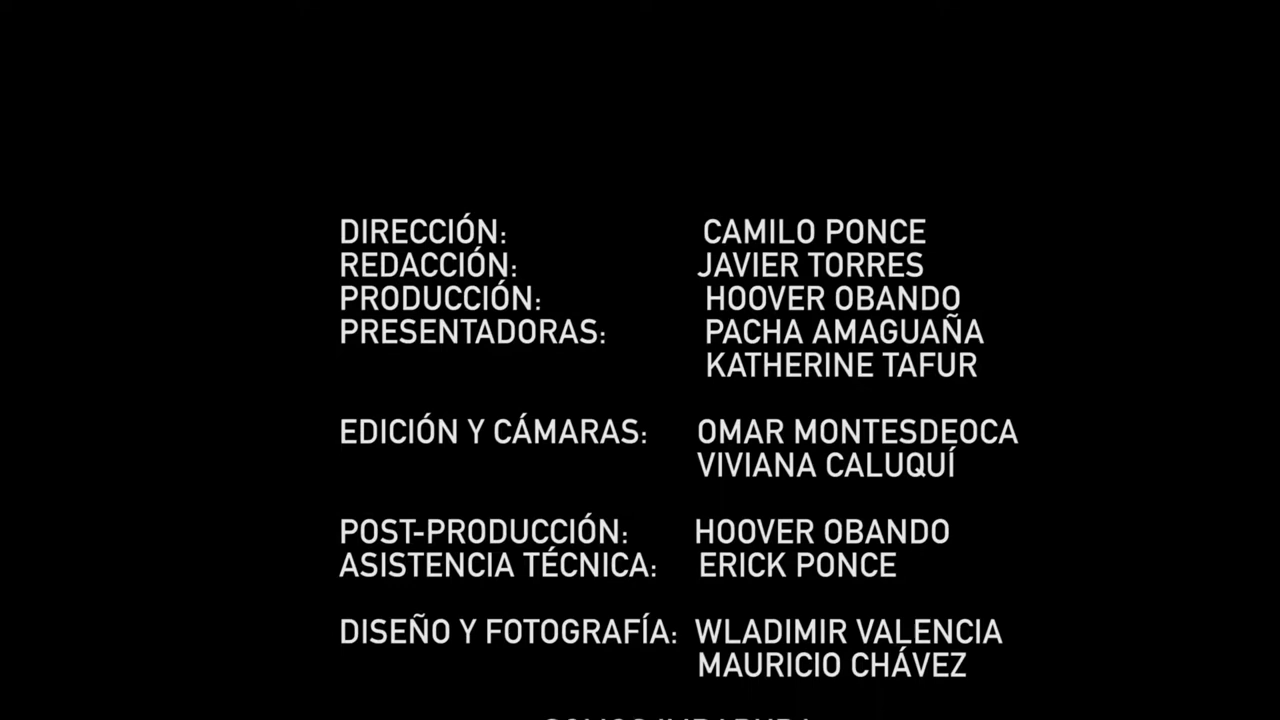 DIRECCIÓN: CAMILO PONCE
REDACCIÓN: JAVIER TORRES
PRODUCCIÓN: HOOVER OBANDO
PRESENTADORAS: PACHA AMAGUAÑA
KATHERINE TAFUR
EDICIÓN Y CÁMARAS: OMAR MONTESDEOCA
VIVIANA CALUQUÍ
POST-PRODUCCIÓN: HOOVER OBANDO
ASISTENCIA TÉCNICA: ERICK PONCE
DISEÑO Y FOTOGRAFÍA: WLADIMIR VALENCIA
MAURICIO CHÁVEZ